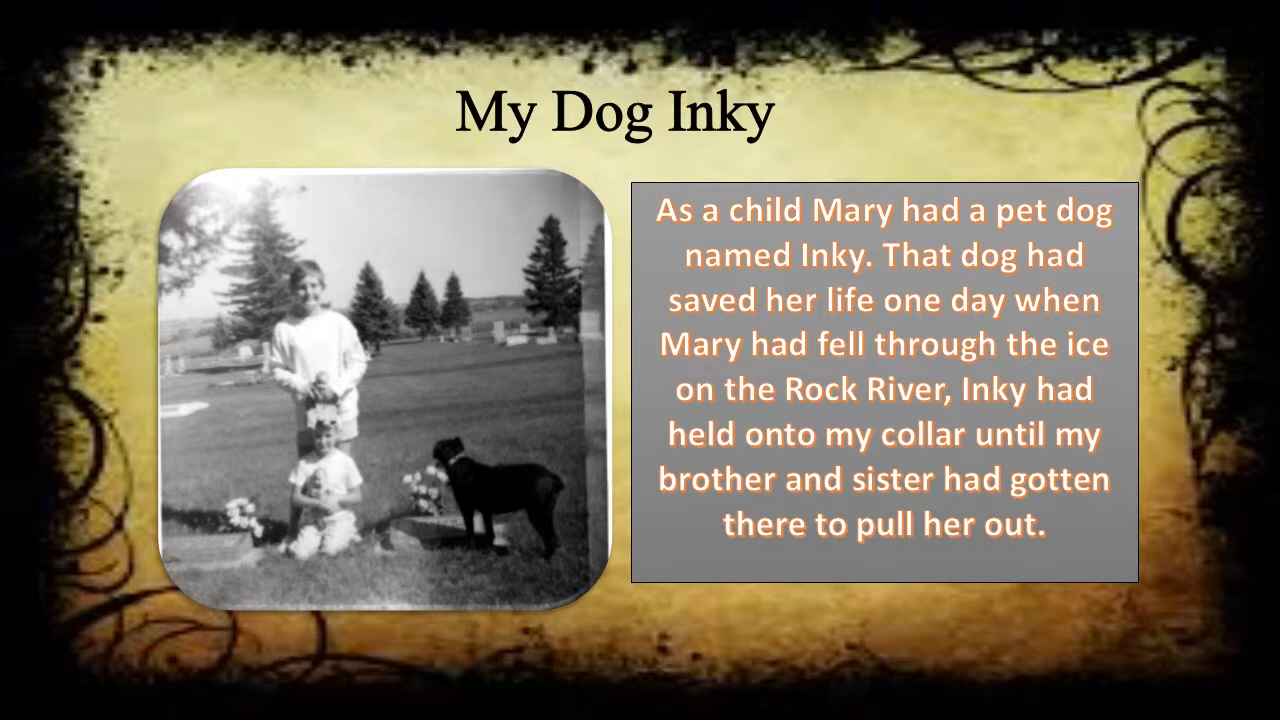 My Dog Inky
As a child Mary had a pet dog
named Inky. That dog had
saved her life one day when
Mary had fell through the ice
on the Rock River, Inky had
held onto my collar until my
brother and sister had gotten
there to pull her out.